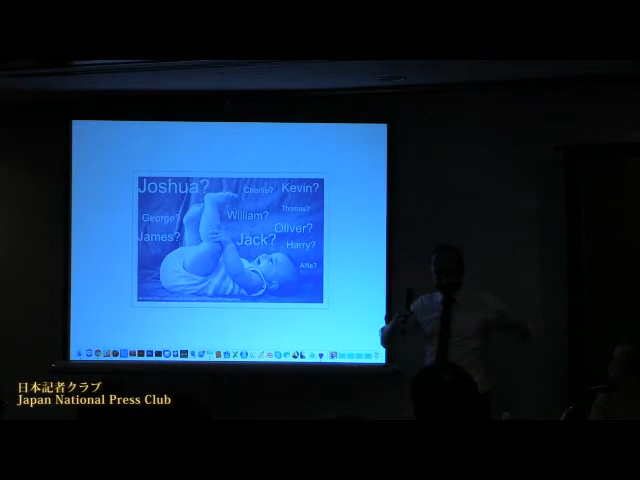 Joshua?
Charlie? Kevin?
Thomas?
George? William?
Oliver?
James? Jack?
Harry?
Alfie?
日本記者クラブ
Japan National Press Club